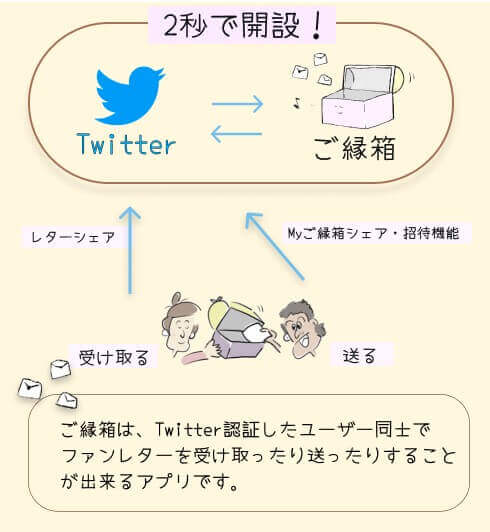 2秒で開設！
Twitter
ご縁箱
レターシェア
Myご縁箱シェア・招待機能
受け取る
送る
ご縁箱は、Twitter認証したユーザー同士で
ファンレターを受け取ったり送ったりすること
が出来るアプリです。